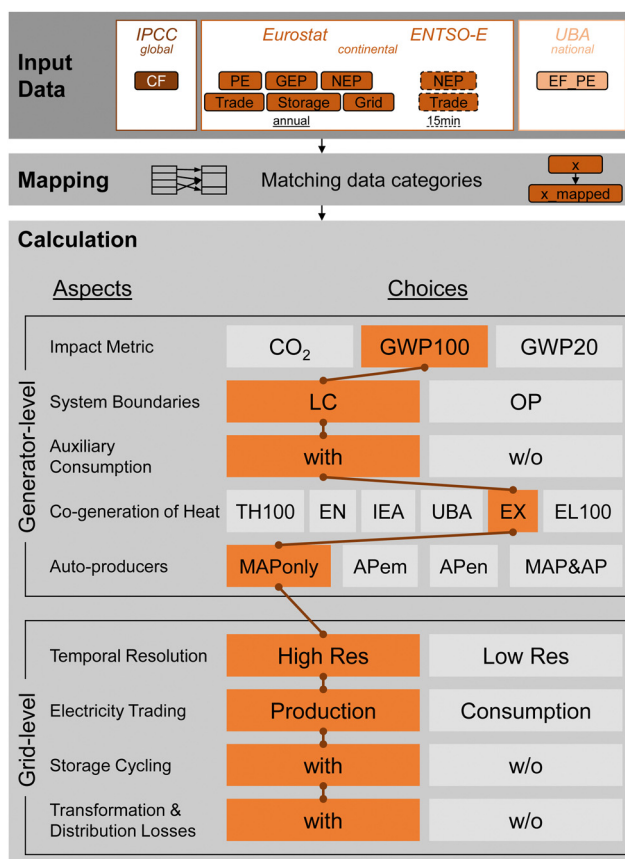 Input Data
IPCC
global
CF
Eurostat
ENTSO-E
continental
PE
GEP
NEP
Trade
Storage
Grid
annual
NEP
Trade
15min
UBA
national
EF_PE
Mapping
Matching data categories
x
x_mapped
Calculation
Aspects
Choices
Generator-level
Impact Metric
CO₂
GWP100
GWP20
System Boundaries
LC
OP
Auxiliary
Consumption
with
w/o
Co-generation of Heat
TH100
EN
IEA
UBA
EX
EL100
Auto-producers
MAPonly
APem
APen
MAP&AP
Grid-level
Temporal Resolution
High Res
Low Res
Electricity Trading
Production
Consumption
Storage Cycling
with
w/o
Transformation &
Distribution Losses
with
w/o